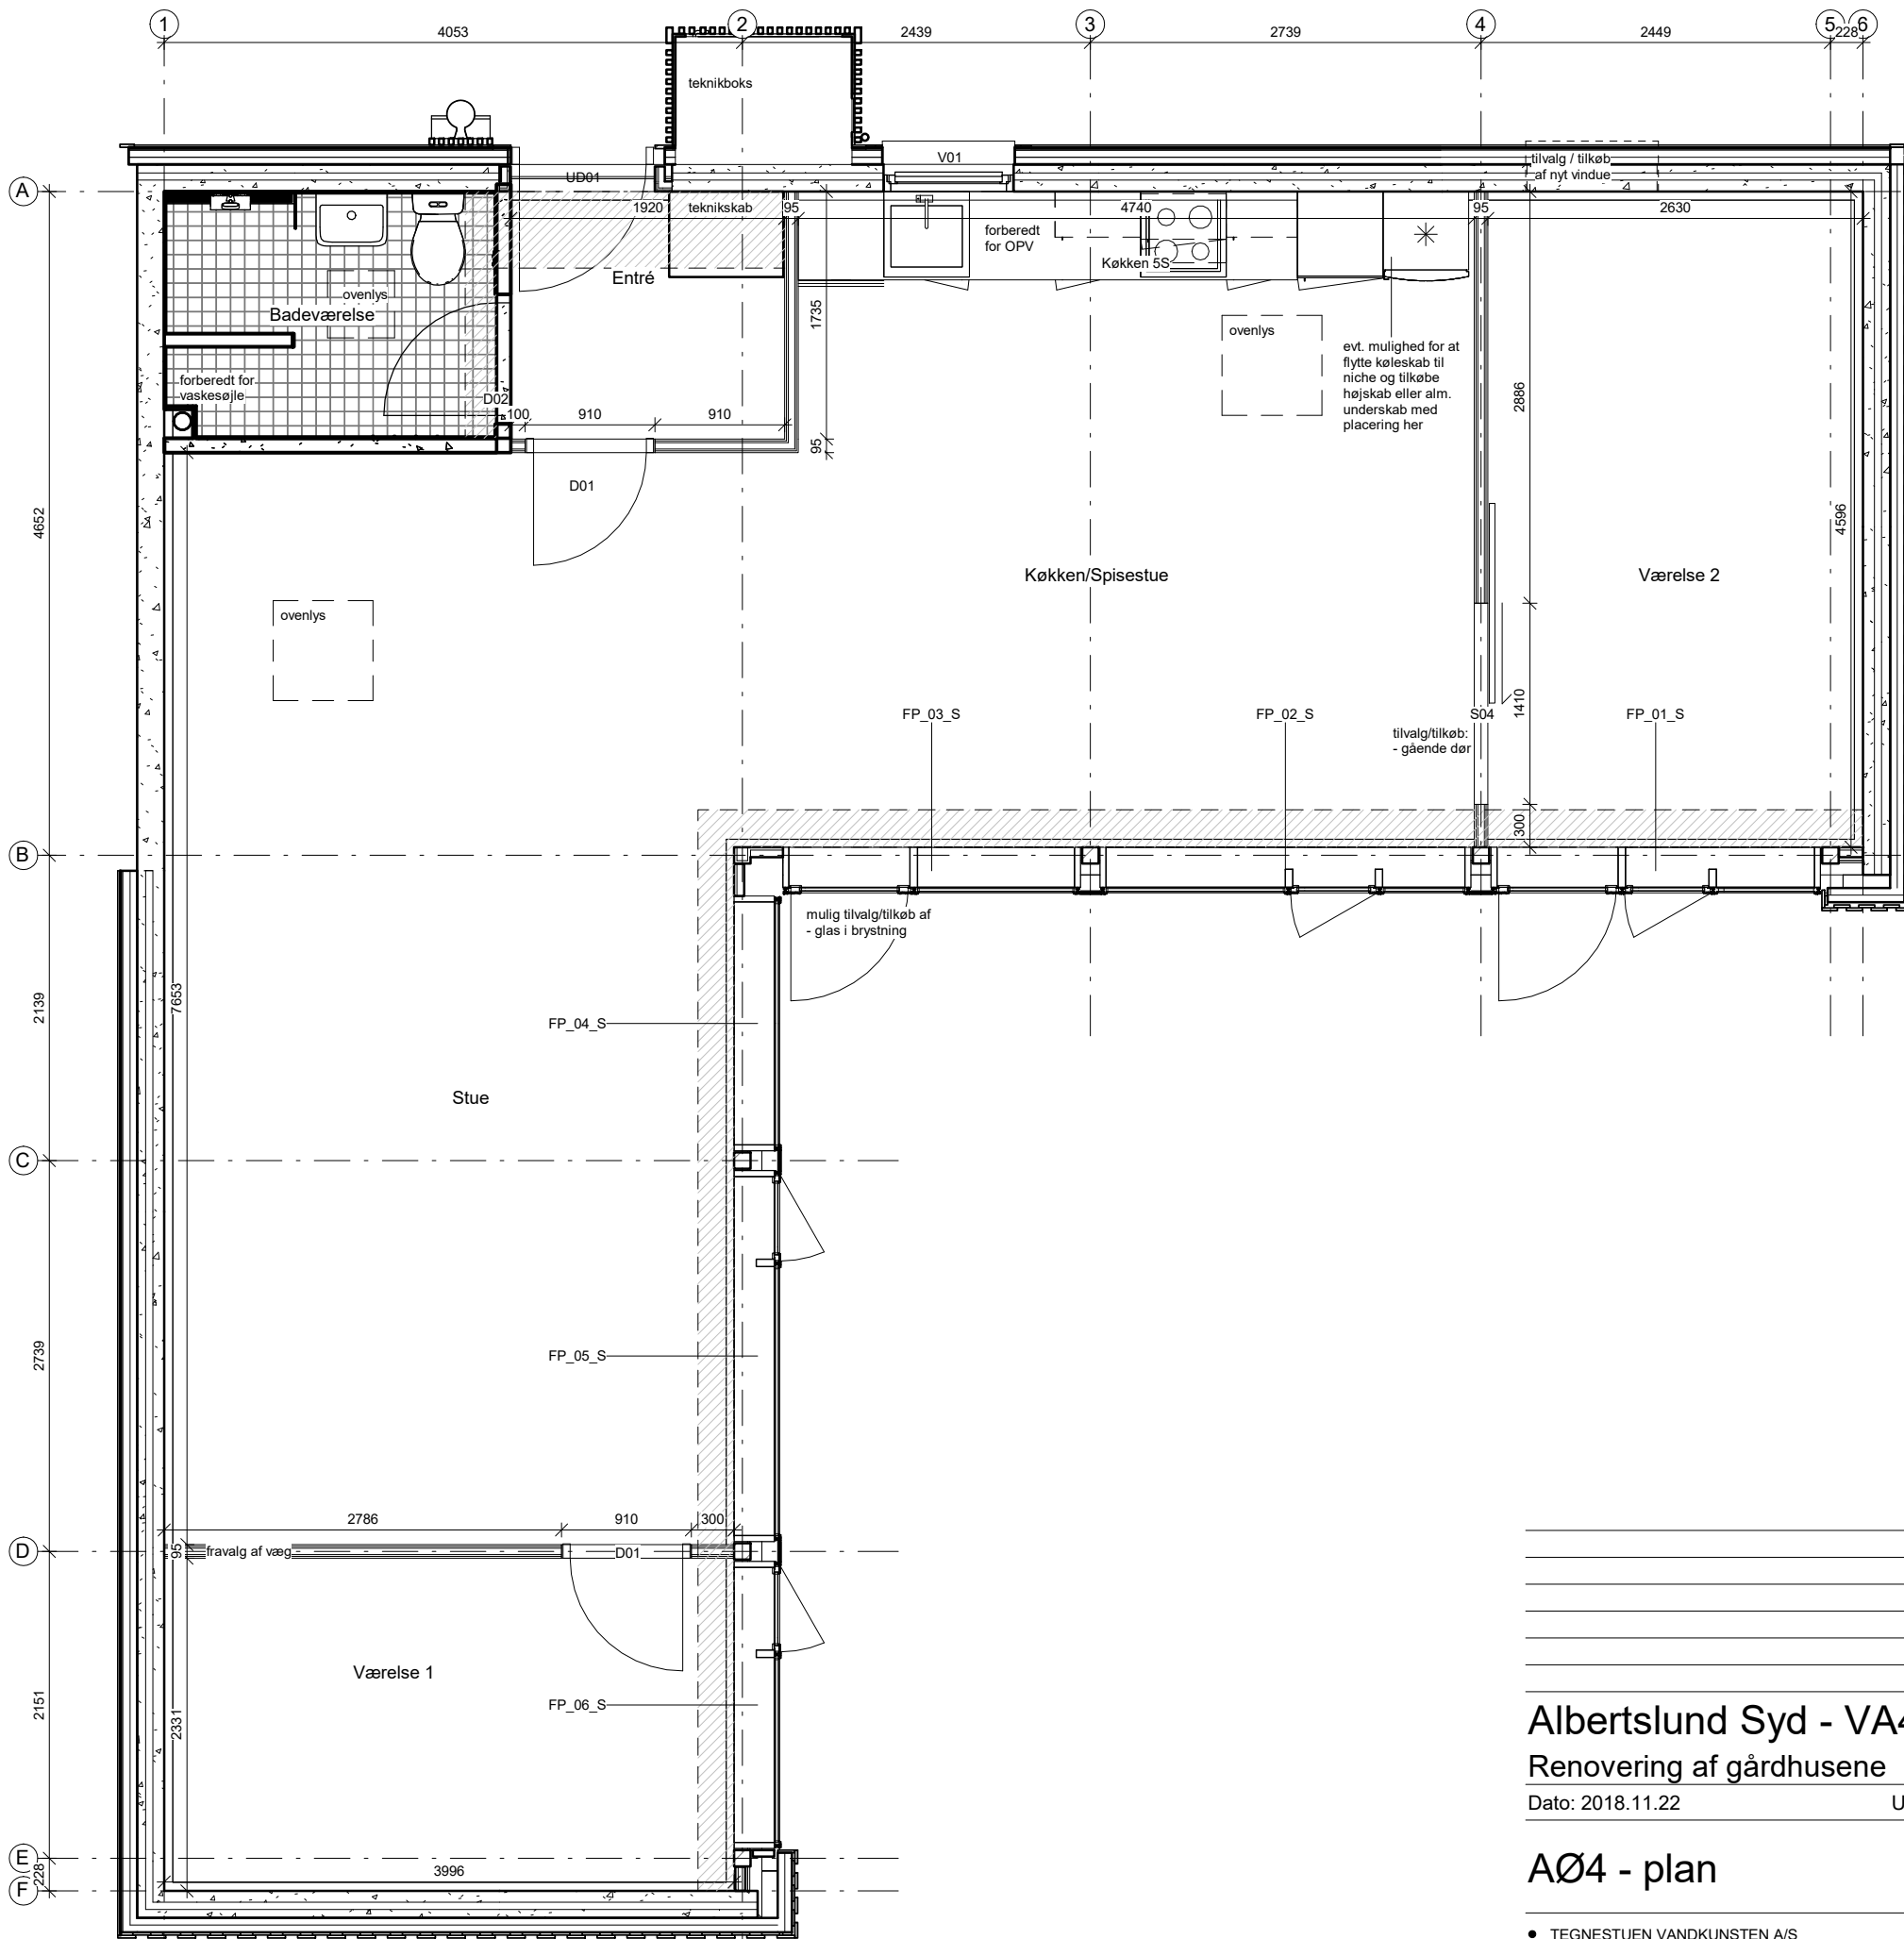 1
2
3
4
5
6
4053
2439
2739
2449
228
teknikboks
V01
tilvalg / tilkøb
af nyt vindue
UD01
A
1920
teknikskab
95
4740
95
2630
forberedt
for OPV
Køkken 5S
Entré
ovenlys
Badeværelse
1735
ovenlys
evt. mulighed for at
flytte køleskab til
niche og tilkøbe
højskab eller alm.
underskab med
placering her
forberedt for
vaskesøjle
D02
100
910
910
95
2886
D01
4652
4596
Køkken/Spisestue
Værelse 2
ovenlys
1410
FP_03_S
FP_02_S
S04
FP_01_S
tilvalg/tilkøb:
- gående dør
300
B
mulig tilvalg/tilkøb af
- glas i brystning
7653
2139
FP_04_S
Stue
C
2739
FP_05_S
2786
910
300
D
95
fravalg af væg
D01
Værelse 1
2151
2331
FP_06_S
Albertslund Syd - VA4
Renovering af gårdhusene
Dato: 2018.11.22
U
E
228
3996
F
AØ4 - plan
● TEGNESTUEN VANDKUNSTEN A/S